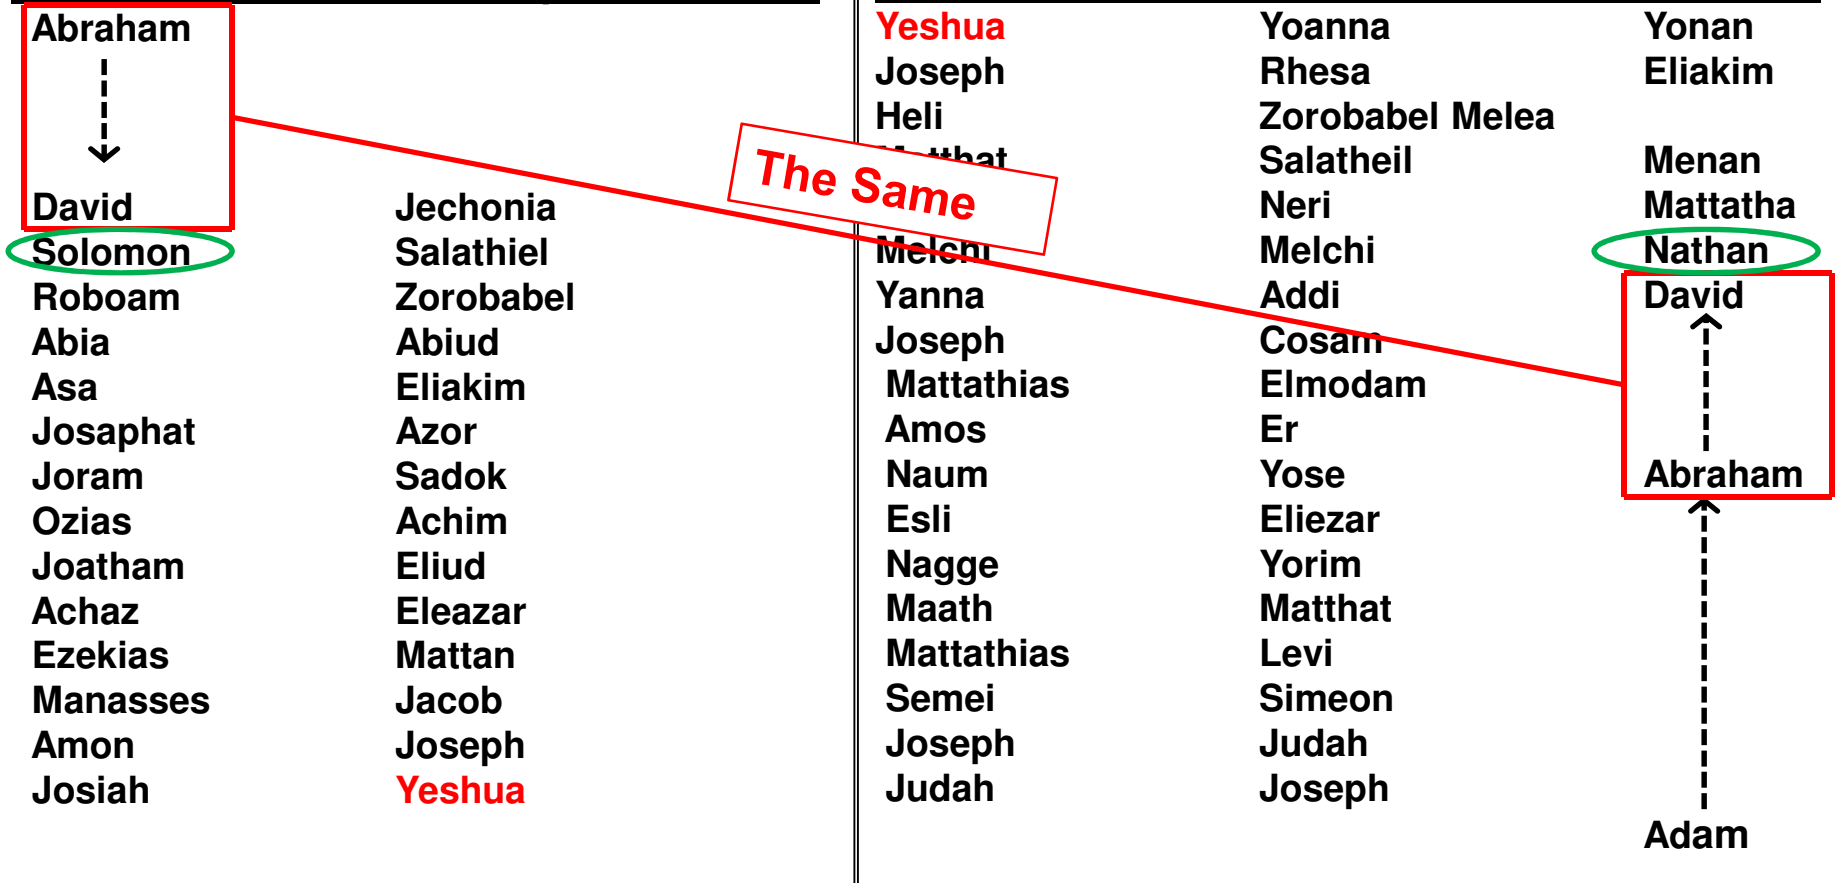 Abraham
David
Solomon
Roboam
Abia
Asa
Josaphat
Joram
Ozias
Joatham
Achaz
Ezekias
Manasses
Amon
Josiah
Jechonia
Salathiel
Zorobabel
Abiud
Eliakim
Azor
Sadok
Achim
Eliud
Eleazar
Mattan
Jacob
Joseph
Yeshua
The Same
Yeshua
Joseph
Heli
Matthat
Melchi
Yanna
Joseph
Mattathias
Amos
Naum
Esli
Nagge
Maath
Mattathias
Semei
Joseph
Judah
Yoanna
Rhesa
Zorobabel Melea
Salatheil
Neri
Melchi
Addi
Cosam
Elmodam
Er
Yose
Eliezar
Yorim
Matthat
Levi
Simeon
Judah
Joseph
Yonan
Eliakim
Menan
Mattatha
Nathan
David
Abraham
Adam